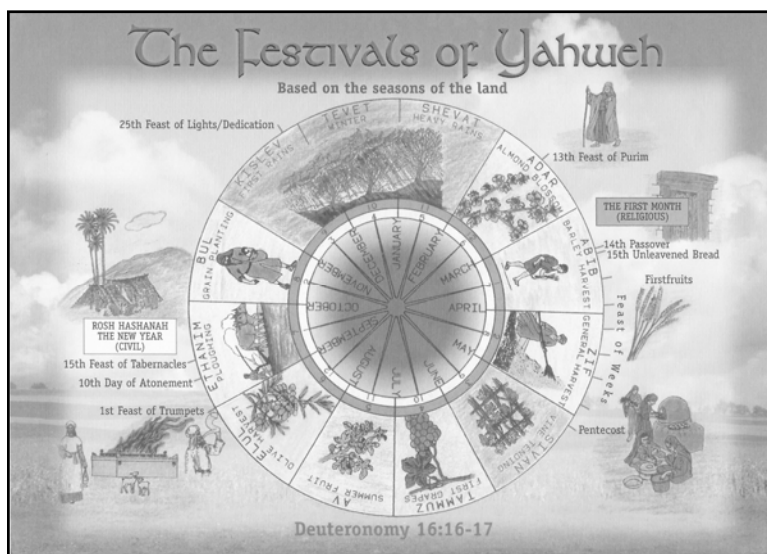 The Festivals of Yahweh
Based on the seasons of the land
25th Feast of Lights/Dedication
KISLEV
FIRST RAINS
TEVET
WINTER
SHEVAT
HEAVY RAINS
ADAR
ALMOND BLOSSOM
13th Feast of Purim
THE FIRST MONTH
(RELIGIOUS)
ABIB
BARLEY HARVEST
14th Passover
15th Unleavened Bread
Firstfruits
Feast of Weeks
ZIF
GENERAL HARVEST
Pentecost
SIVAN
VINE TENDING
TAMMUZ
FIRST GRAPES
AV
SUMMER FRUIT
ELUL
OLIVE HARVEST
1st Feast of Trumpets
10th Day of Atonement
15th Feast of Tabernacles
ETHANIM
PLOUGHING
ROSH HASHANAH
THE NEW YEAR
(CIVIL)
BUL
GRAIN PLANTING
JANUARY
FEBRUARY
MARCH
APRIL
MAY
JUNE
JULY
AUGUST
SEPTEMBER
OCTOBER
NOVEMBER
DECEMBER
Deuteronomy 16:16-17